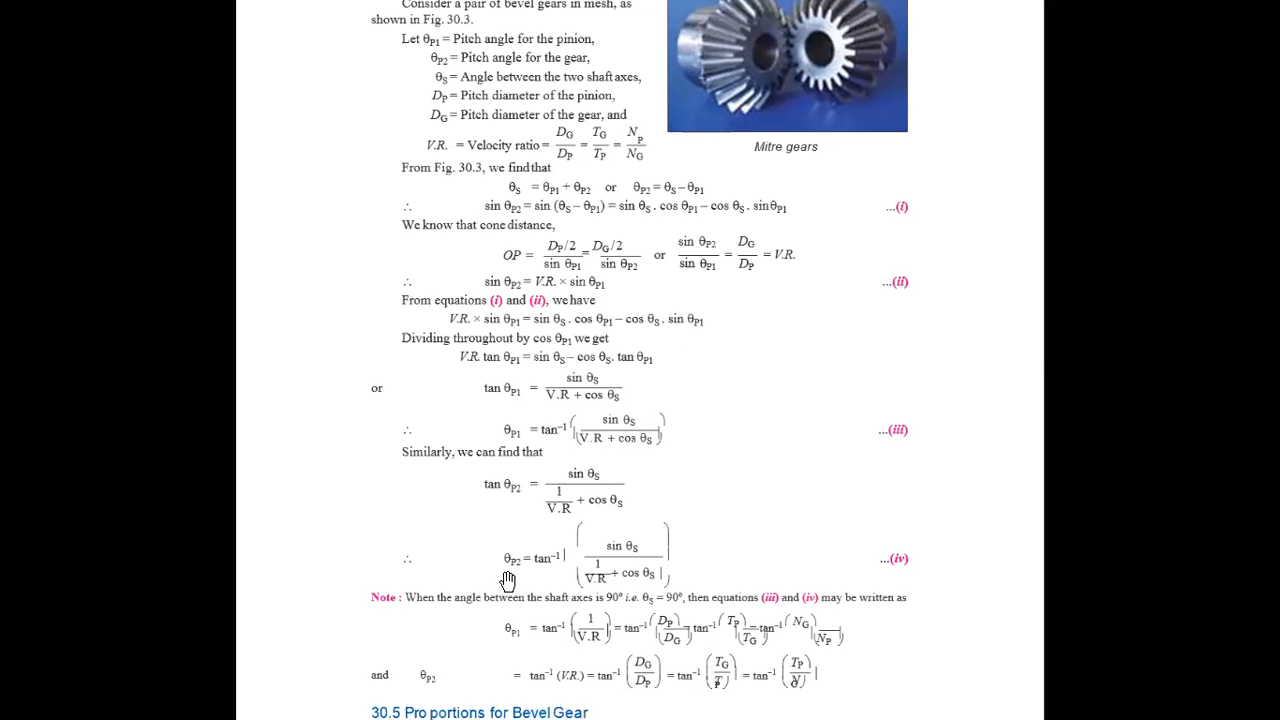 Consider a pair of bevel gears in mesh, as
shown in Fig. 30.3.
Let θP1 = Pitch angle for the pinion,
θP2 = Pitch angle for the gear,
θS = Angle between the two shaft axes,
DP = Pitch diameter of the pinion,
DG = Pitch diameter of the gear, and
V.R. = Velocity ratio = DG/DP = TG/TP = NP/NG
Mitre gears
From Fig. 30.3, we find that
θS = θP1 + θP2 or θP2 = θS – θP1
∴ sin θP2 = sin (θS – θP1) = sin θS . cos θP1 – cos θS . sin θP1 ...(i)
We know that cone distance,
OP = (DP/2)/(sin θP1) = (DG/2)/(sin θP2) or (sin θP2)/(sin θP1) = DG/DP = V.R.
∴ sin θP2 = V.R. × sin θP1 ...(ii)
From equations (i) and (ii), we have
V.R. × sin θP1 = sin θS . cos θP1 – cos θS . sin θP1
Dividing throughout by cos θP1 we get
V.R. tan θP1 = sin θS – cos θS. tan θP1
or tan θP1 = (sin θS)/(V.R + cos θS)
∴ θP1 = tan–1 ((sin θS)/(V.R + cos θS)) ...(iii)
Similarly, we can find that
tan θP2 = (sin θS)/(1/V.R + cos θS)
∴ θP2 = tan–1 ((sin θS)/(1/V.R + cos θS)) ...(iv)
Note : When the angle between the shaft axes is 90° i.e. θS = 90°, then equations (iii) and (iv) may be written as
θP1 = tan–1 (1/V.R) = tan–1 (DP/DG) = tan–1 (TP/TG) = tan–1 (NG/NP)
and θP2 = tan–1 (V.R.) = tan–1 (DG/DP) = tan–1 (TG/TP) = tan–1
30.5 Proportions for Bevel Gear